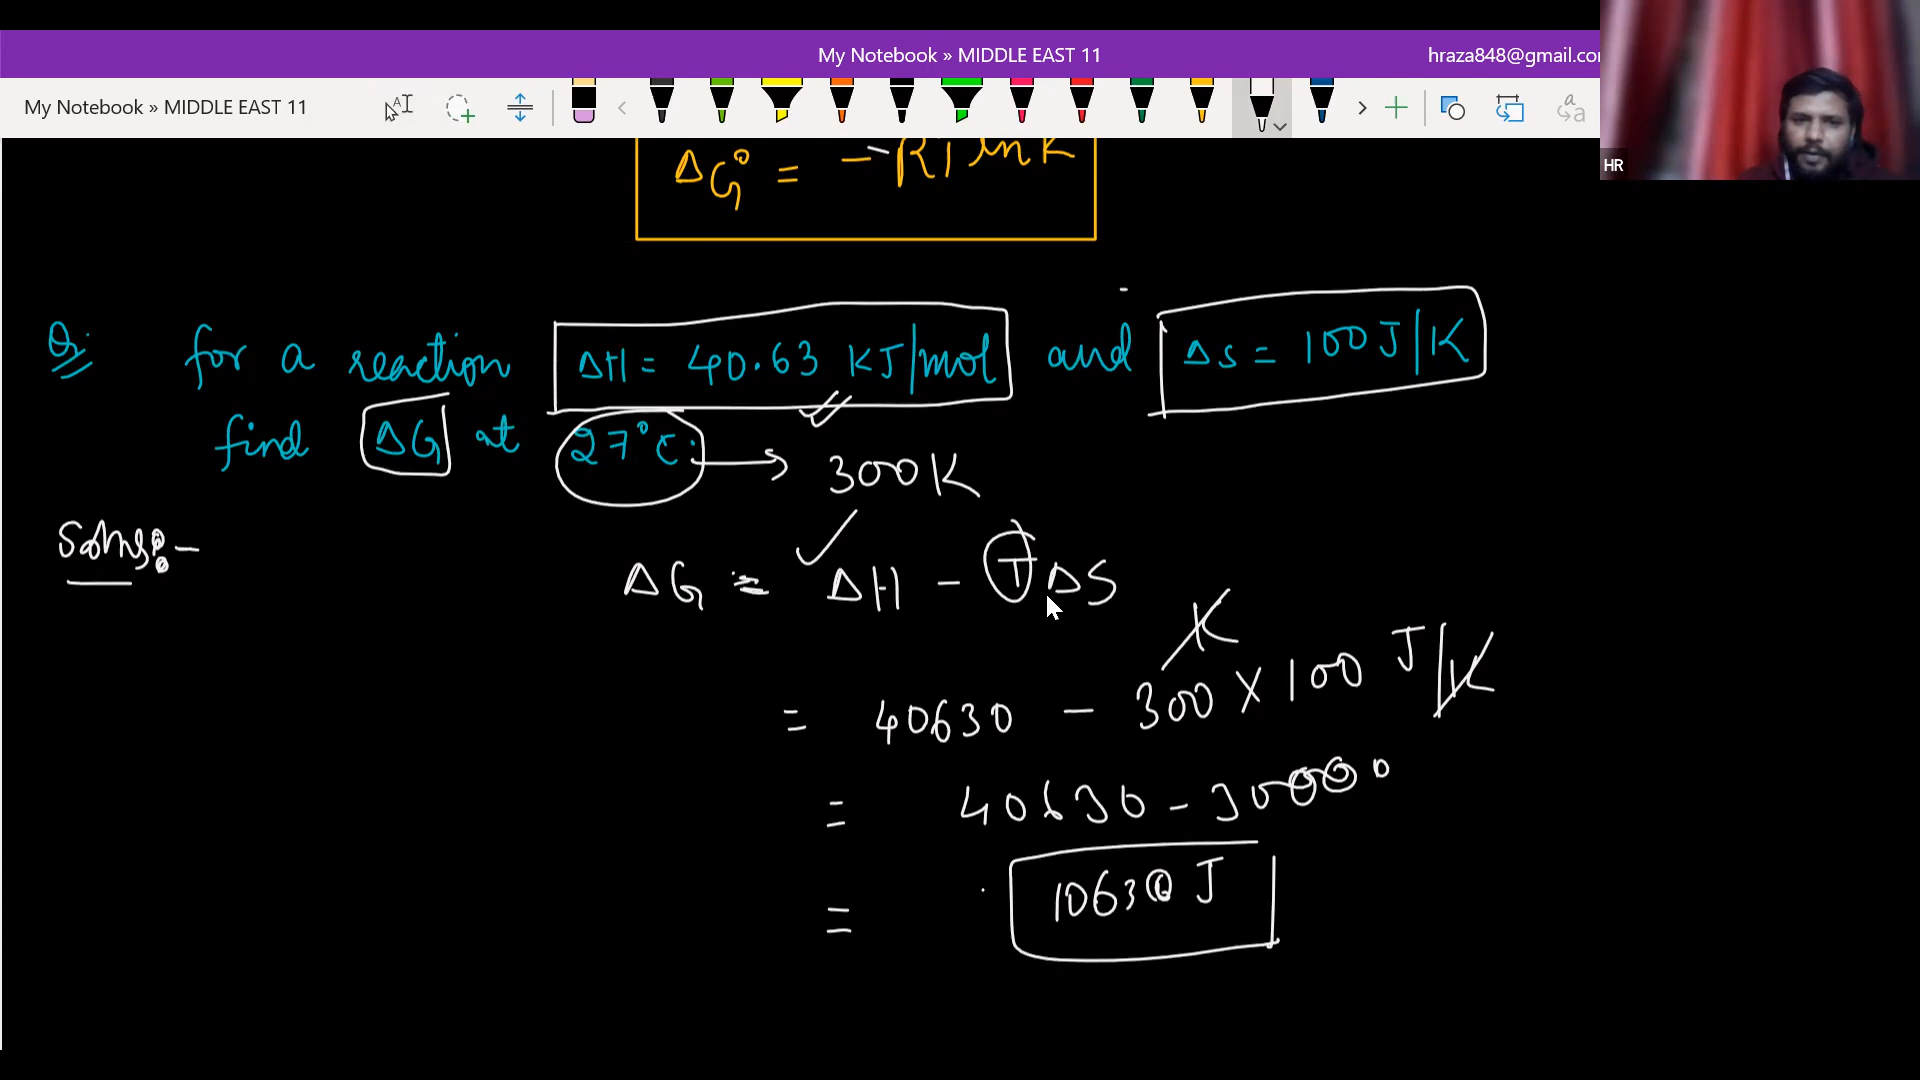 My Notebook » MIDDLE EAST 11
hraza848@gmail.co
My Notebook » MIDDLE EAST 11
HR
ΔG° = -RT ln K
Q: for a reaction ΔH = 40.63 KJ/mol and ΔS = 100 J/K
find ΔG at 27°C. → 300K
Solns:-
ΔG = ΔH - TΔS
= 40630 - 300 K × 100 J/K
= 40630 - 30000
= 10630 J